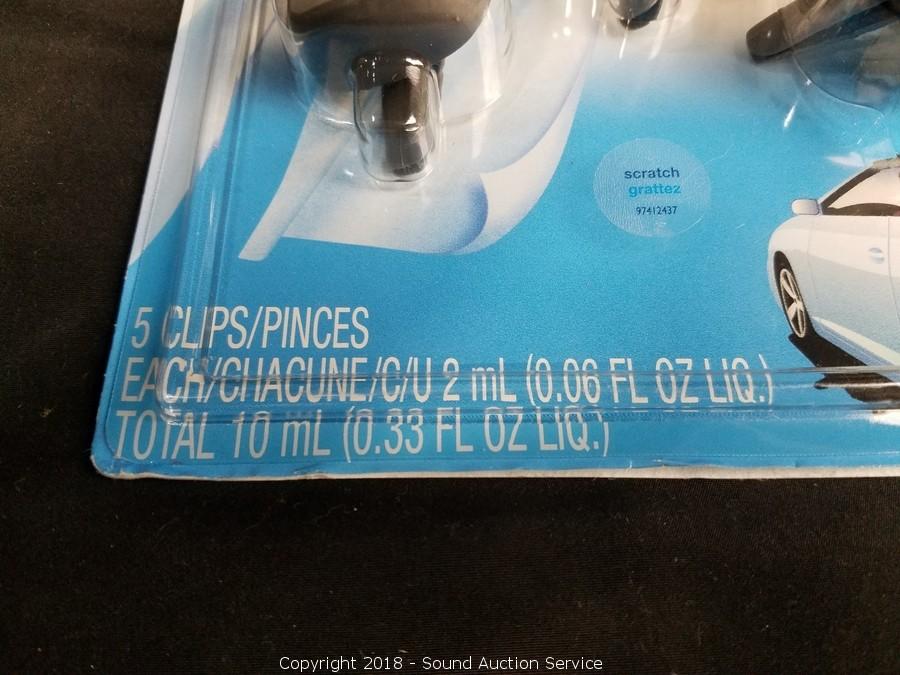 scratch
grattez
97412437
5 CLIPS/PINCES
EACH/CHACUNE/C/U 2 mL (0.06 FL OZ LIQ.)
TOTAL 10 mL (0.33 FL OZ LIQ.)
Copyright 2018 - Sound Auction Service